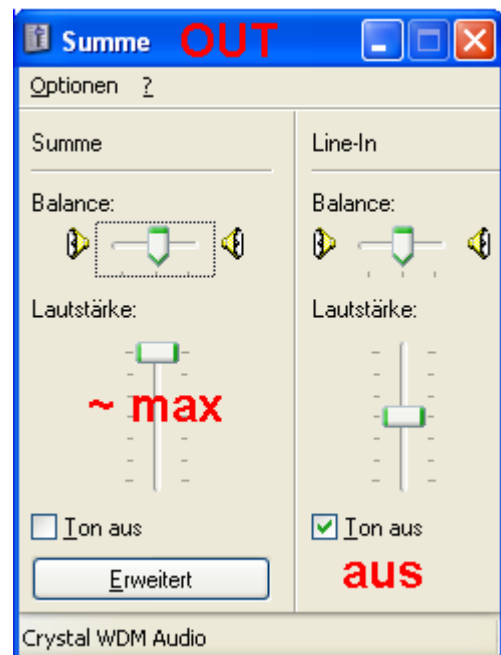 Summe OUT
Optionen ?
Summe
Balance:
Lautstärke:
~ max
Ton aus
Erweitert
Line-In
Balance:
Lautstärke:
Ton aus
aus
Crystal WDM Audio